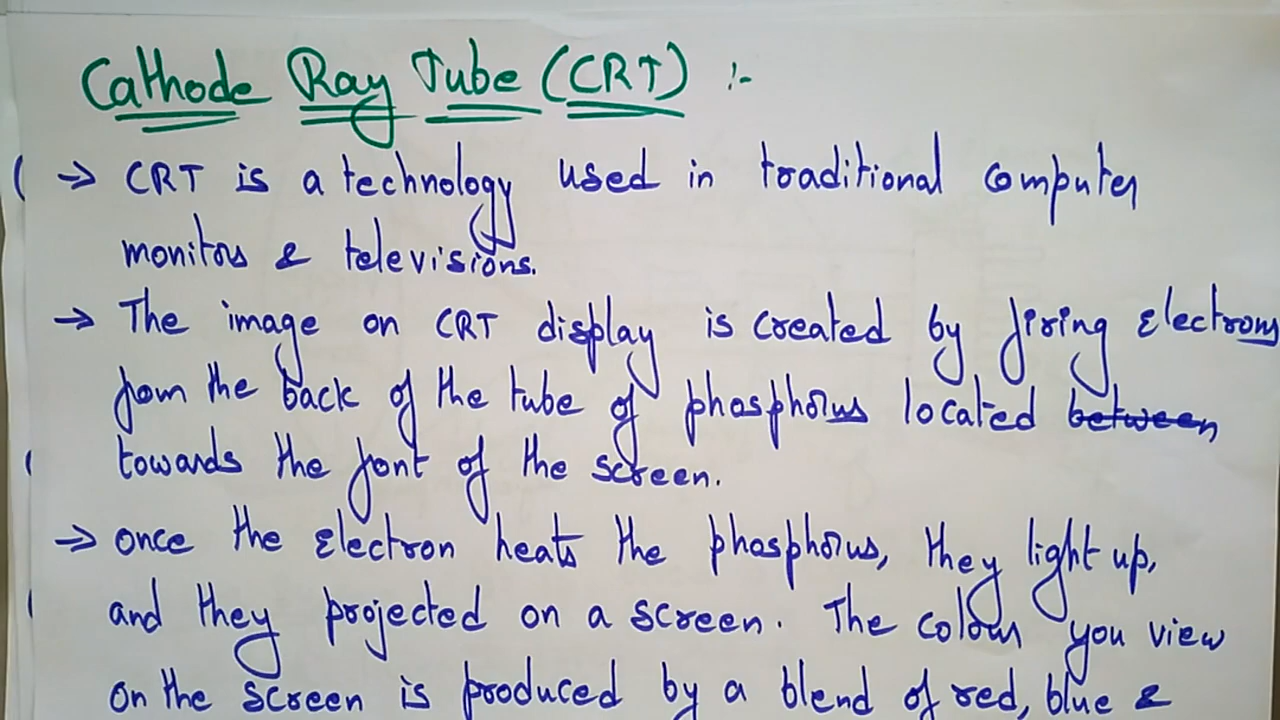 Cathode Ray Tube (CRT) :-
→ CRT is a technology used in traditional computer
monitors & televisions.
→ The image on CRT display is created by firing Electrons
from the back of the tube of phosphorus located between
towards the font of the screen.
→ once the Electron heats the phosphorus, they light up,
and they projected on a screen. The colour you view
on the screen is produced by a blend of red, blue &